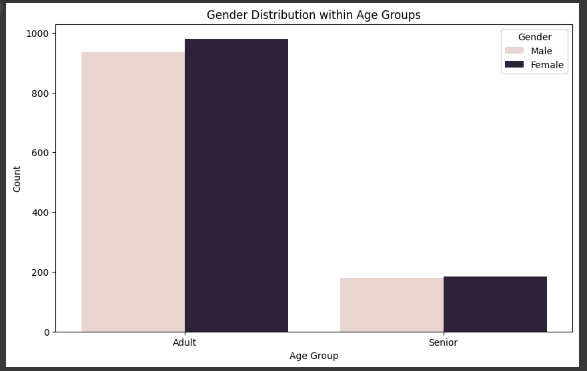 Gender Distribution within Age Groups
Gender
Male
Female
1000
800
600
400
200
0
Count
Adult
Senior
Age Group